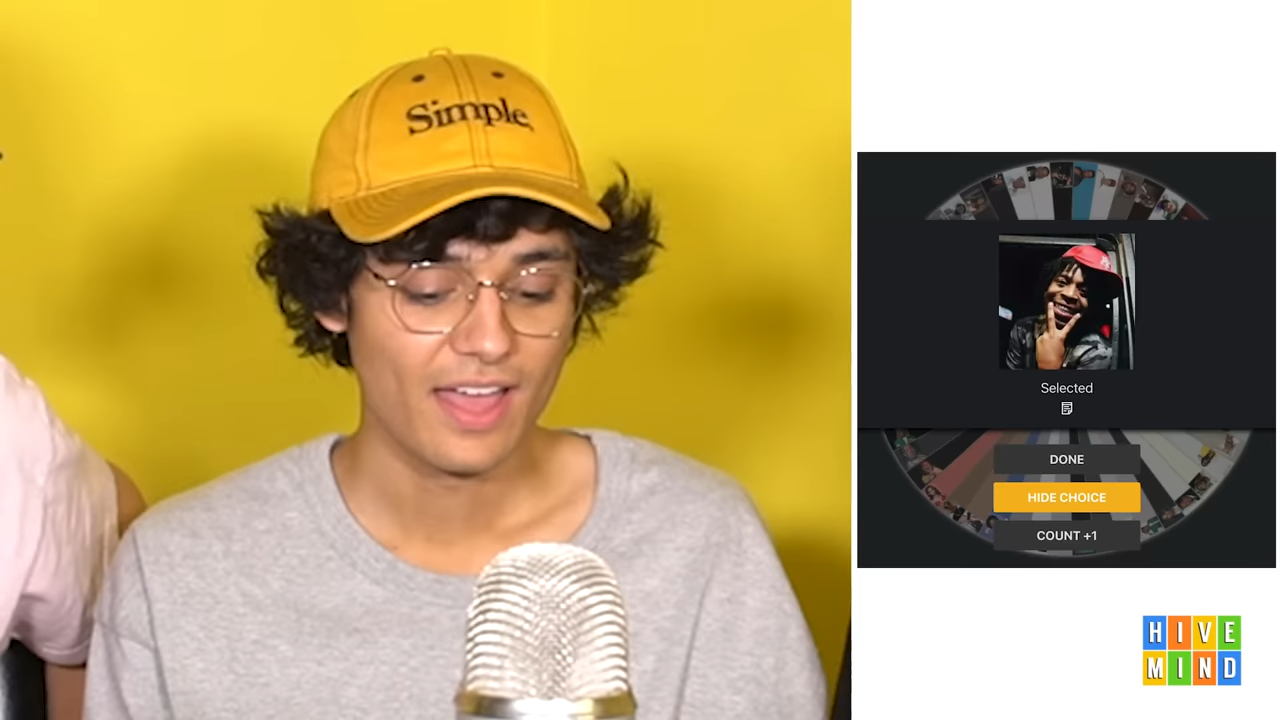 Simple.
Selected
DONE
HIDE CHOICE
COUNT +1
HIVE
MIND